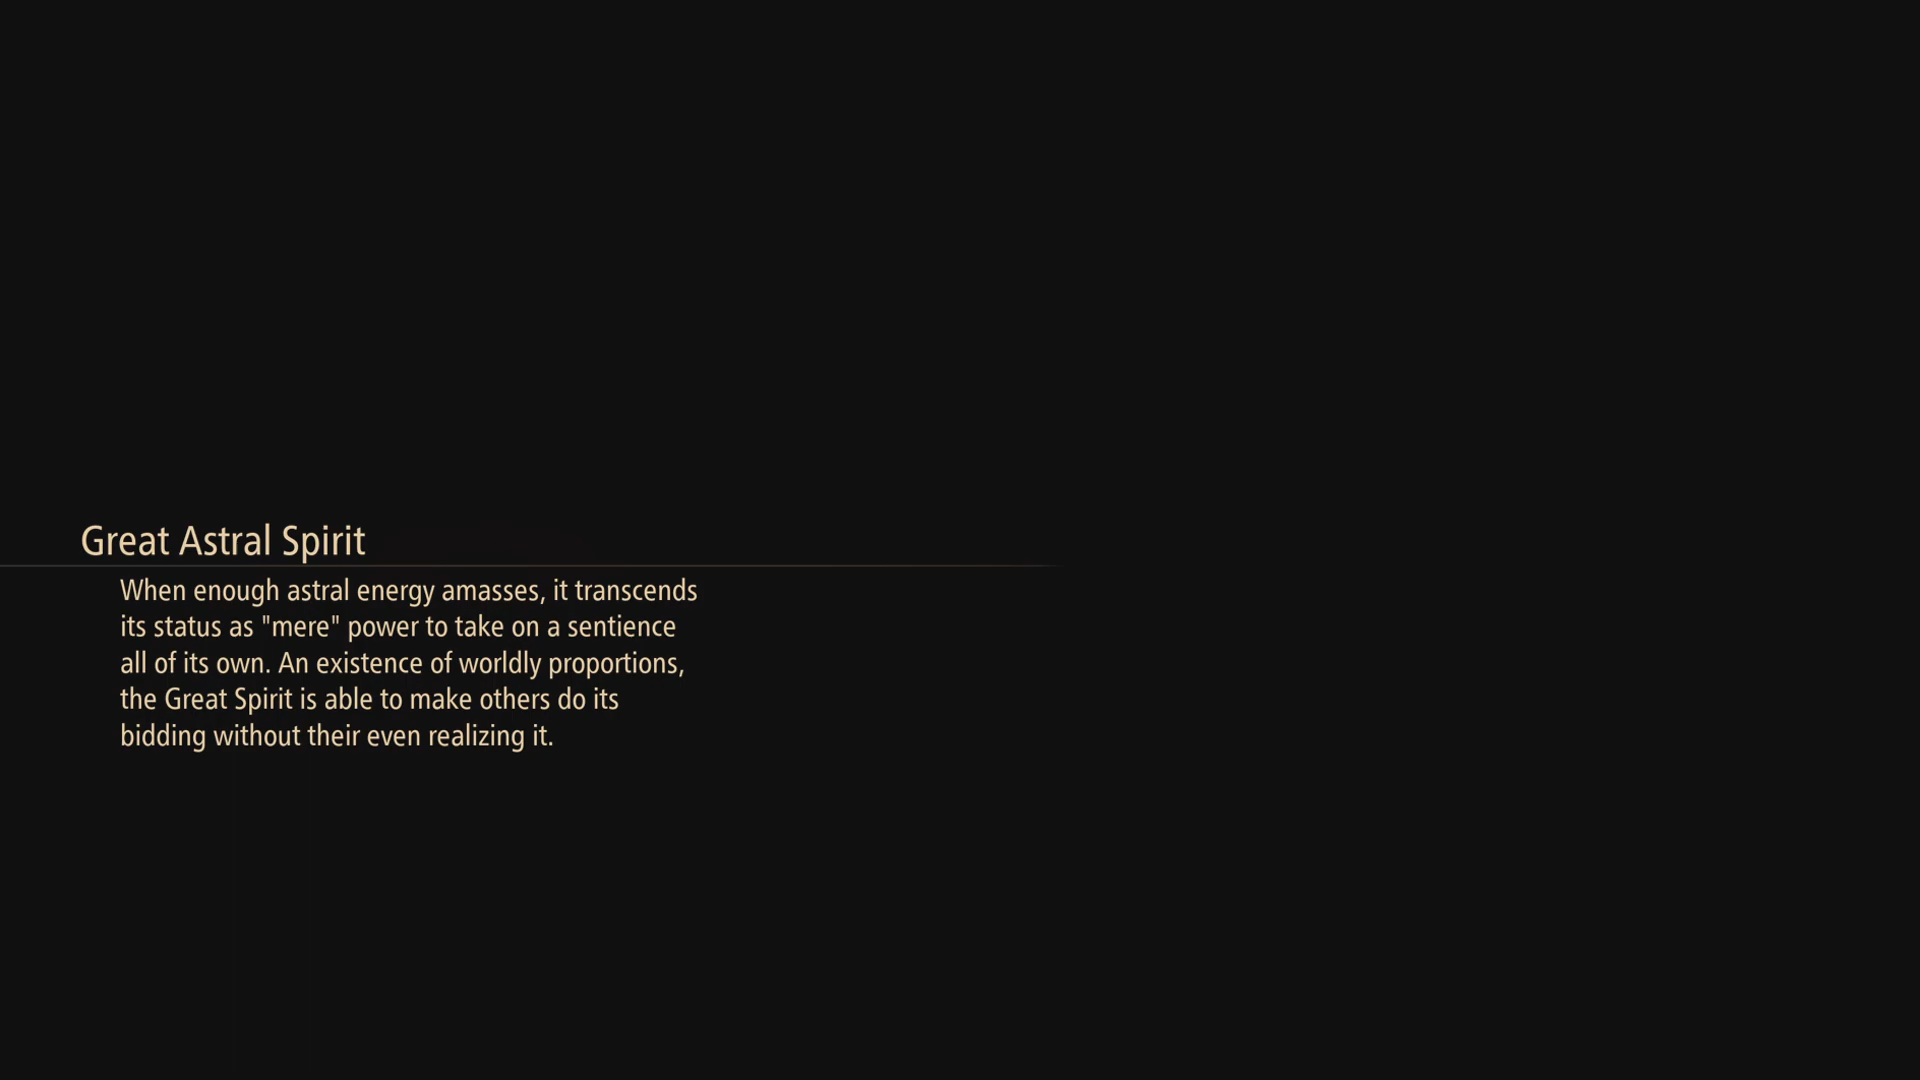 Great Astral Spirit
When enough astral energy amasses, it transcends
its status as "mere" power to take on a sentience
all of its own. An existence of worldly proportions,
the Great Spirit is able to make others do its
bidding without their even realizing it.